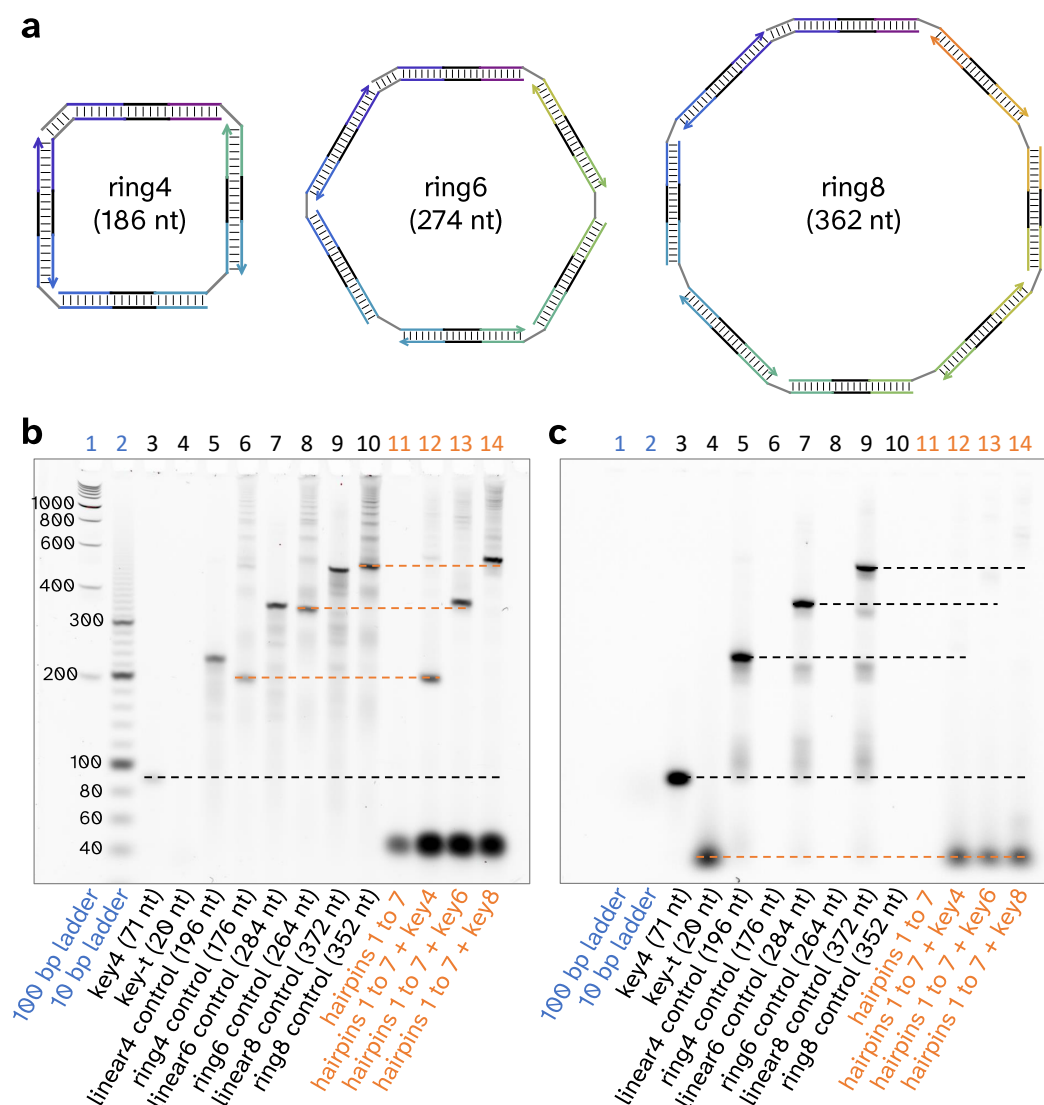 a
ring4
(186 nt)
ring6
(274 nt)
ring8
(362 nt)
b
1 2 3 4 5 6 7 8 9 10 11 12 13 14
1000
800
600
400
300
200
100
80
60
40
100 bp ladder
10 bp ladder
key4 (71 nt)
key-t (20 nt)
linear4 control (196 nt)
ring4 control (176 nt)
linear6 control (284 nt)
ring6 control (264 nt)
linear8 control (372 nt)
ring8 control (352 nt)
hairpins 1 to 7
hairpins 1 to 7 + key4
hairpins 1 to 7 + key6
hairpins 1 to 7 + key8
c
1 2 3 4 5 6 7 8 9 10 11 12 13 14
100 bp ladder
10 bp ladder
key4 (71 nt)
key-t (20 nt)
linear4 control (196 nt)
ring4 control (176 nt)
linear6 control (284 nt)
ring6 control (264 nt)
linear8 control (372 nt)
ring8 control (352 nt)
hairpins 1 to 7
hairpins 1 to 7 + key4
hairpins 1 to 7 + key6
hairpins 1 to 7 + key8